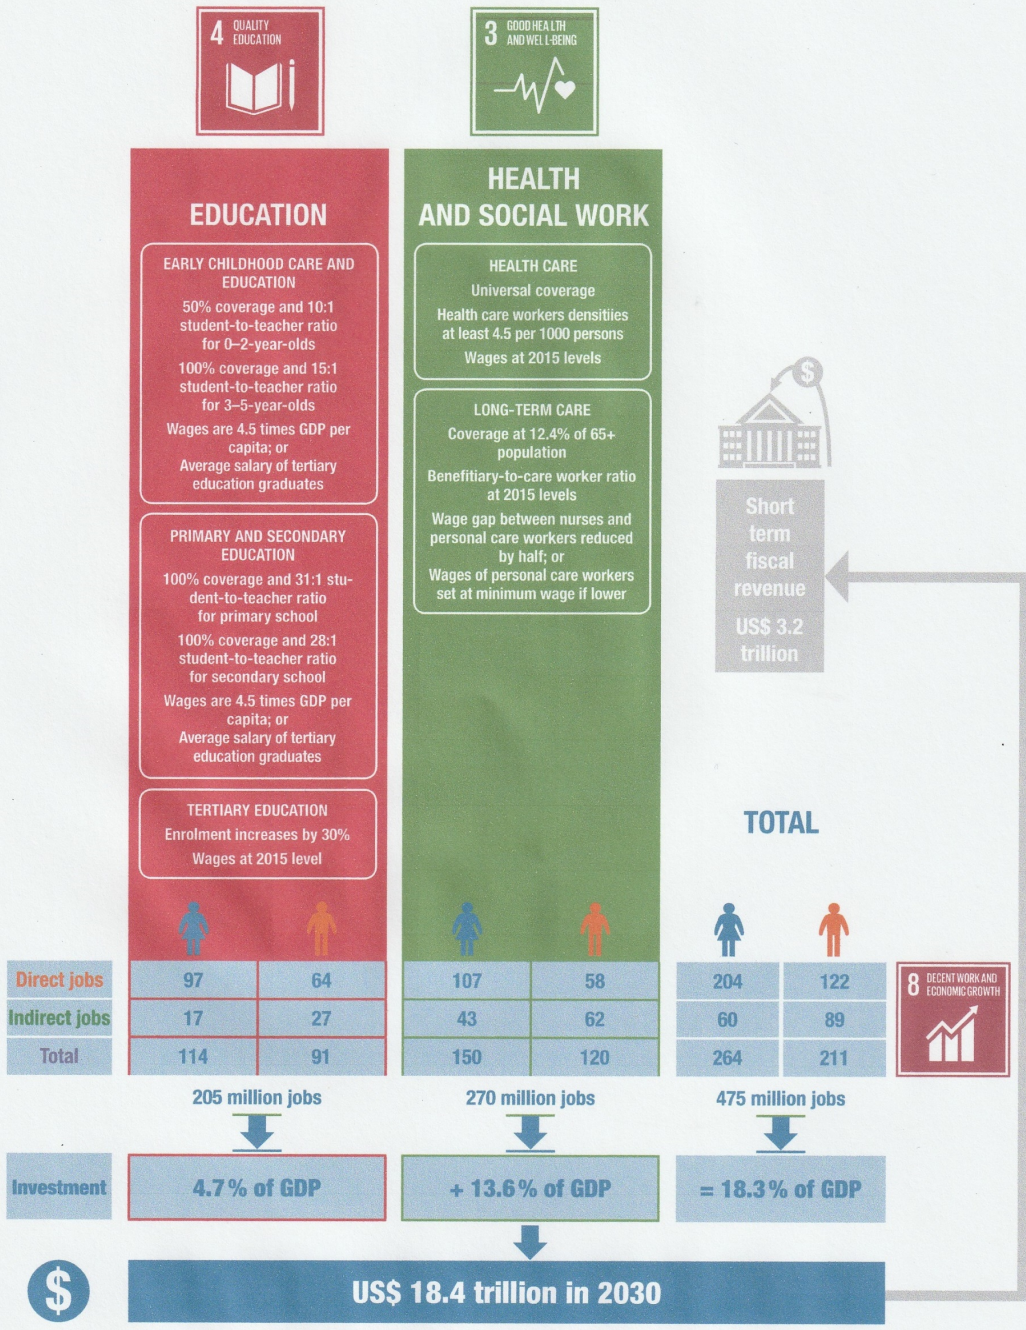 4 QUALITY
EDUCATION
3 GOOD HEALTH
AND WELL-BEING
EDUCATION
EARLY CHILDHOOD CARE AND
EDUCATION
50% coverage and 10:1
student-to-teacher ratio
for 0–2-year-olds
100% coverage and 15:1
student-to-teacher ratio
for 3–5-year-olds
Wages are 4.5 times GDP per
capita; or
Average salary of tertiary
education graduates
PRIMARY AND SECONDARY
EDUCATION
100% coverage and 31:1 stu-
dent-to-teacher ratio
for primary school
100% coverage and 28:1
student-to-teacher ratio
for secondary school
Wages are 4.5 times GDP per
capita; or
Average salary of tertiary
education graduates
TERTIARY EDUCATION
Enrolment increases by 30%
Wages at 2015 level
HEALTH
AND SOCIAL WORK
HEALTH CARE
Universal coverage
Health care workers densitiies
at least 4.5 per 1000 persons
Wages at 2015 levels
LONG-TERM CARE
Coverage at 12.4% of 65+
population
Benefitiary-to-care worker ratio
at 2015 levels
Wage gap between nurses and
personal care workers reduced
by half; or
Wages of personal care workers
set at minimum wage if lower
$
Short
term
fiscal
revenue
US$ 3.2
trillion
TOTAL
Direct jobs 97 64 107 58 204 122
Indirect jobs 17 27 43 62 60 89
Total 114 91 150 120 264 211
8 DECENT WORK AND
ECONOMIC GROWTH
205 million jobs 270 million jobs 475 million jobs
Investment 4.7% of GDP + 13.6% of GDP = 18.3% of GDP
$ US$ 18.4 trillion in 2030